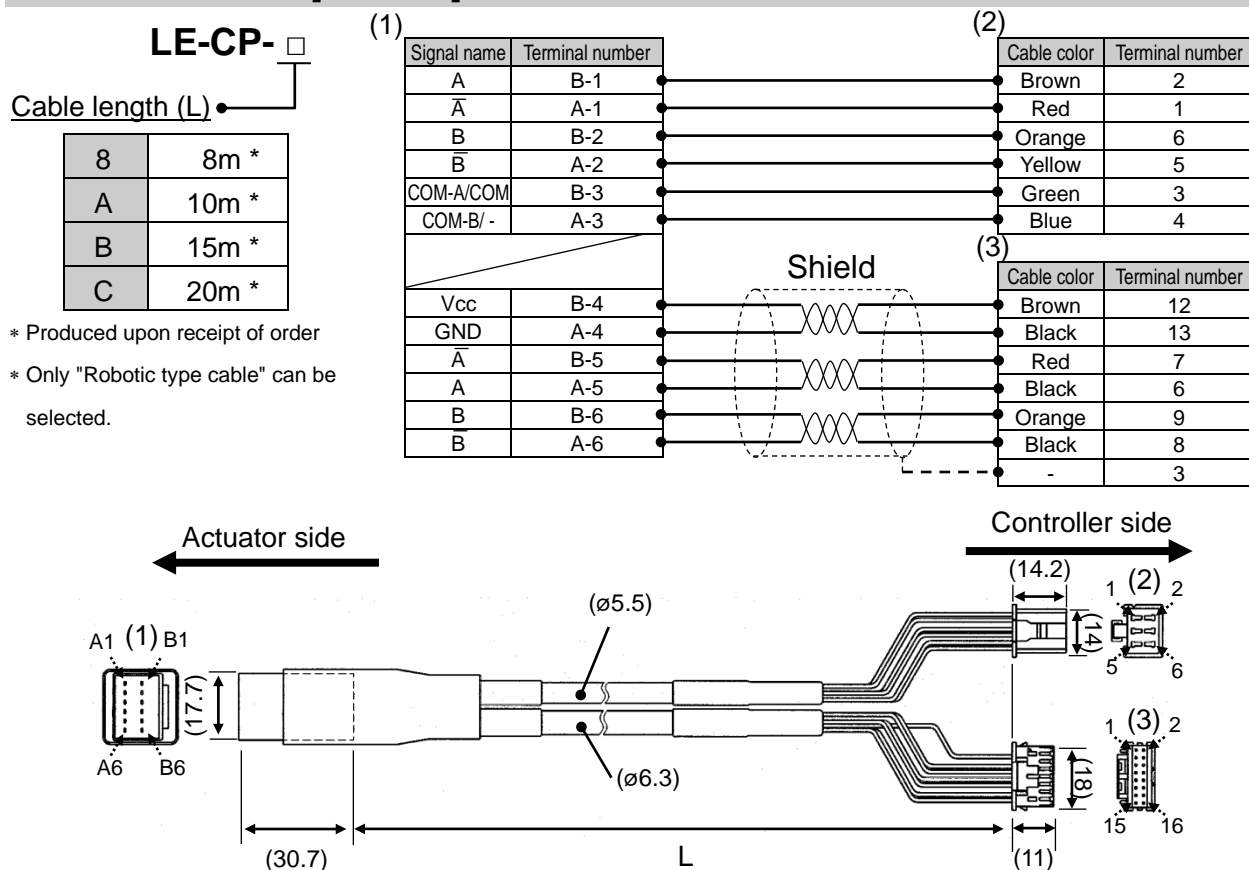 LE-CP- □
Cable length (L)
8 8m *
A 10m *
B 15m *
C 20m *
* Produced upon receipt of order
* Only "Robotic type cable" can be
selected.
(1)
Signal name Terminal number
A B-1
A̅ A-1
B B-2
B̅ A-2
COM-A/COM B-3
COM-B/ - A-3
Vcc B-4
GND A-4
A̅ B-5
A A-5
B B-6
B̅ A-6
Shield
(2)
Cable color Terminal number
Brown 2
Red 1
Orange 6
Yellow 5
Green 3
Blue 4
(3)
Cable color Terminal number
Brown 12
Black 13
Red 7
Black 6
Orange 9
Black 8
- 3
Actuator side
Controller side
A1 (1) B1
A6 B6
(17.7)
(30.7)
(ø5.5)
(ø6.3)
L
(14.2)
(14)
1 (2) 2
5 6
(18)
(11)
1 (3) 2
15 16